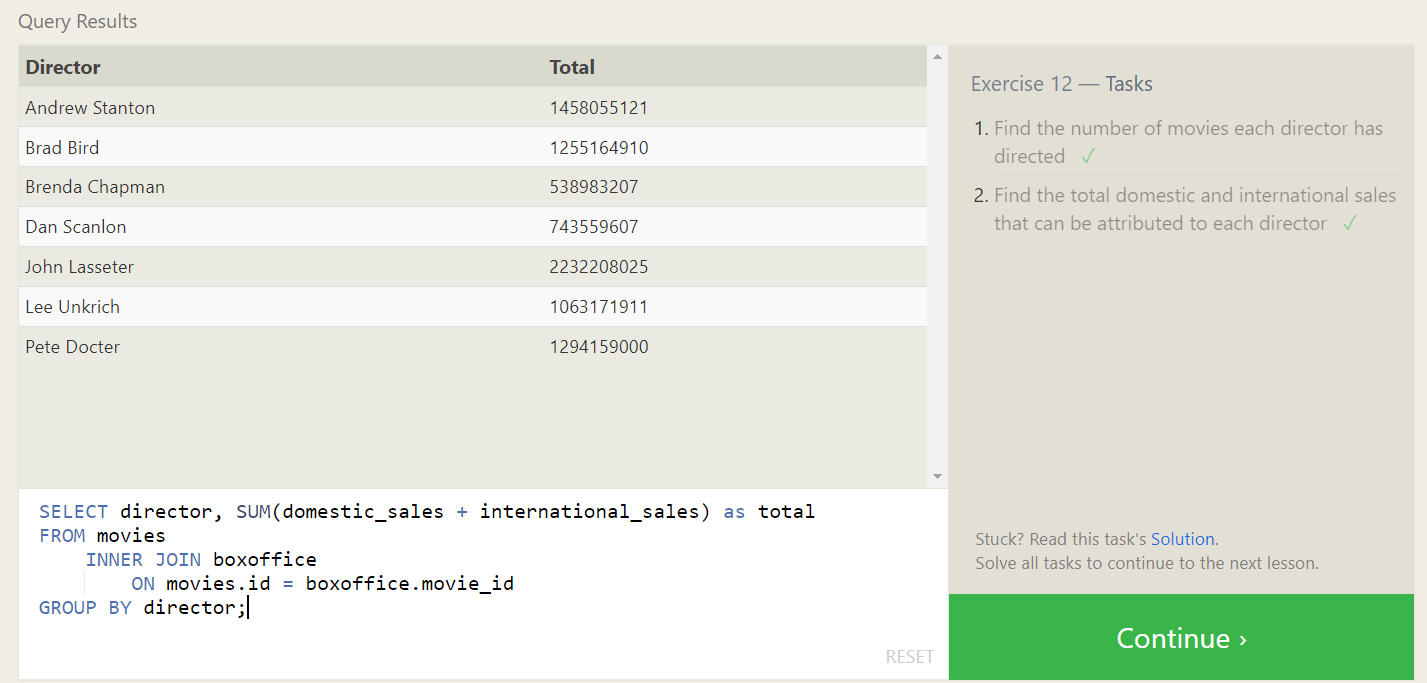 Query Results
Director Total
Andrew Stanton 1458055121
Brad Bird 1255164910
Brenda Chapman 538983207
Dan Scanlon 743559607
John Lasseter 2232208025
Lee Unkrich 1063171911
Pete Docter 1294159000
SELECT director, SUM(domestic_sales + international_sales) as total
FROM movies
INNER JOIN boxoffice
ON movies.id = boxoffice.movie_id
GROUP BY director;
RESET
Exercise 12 — Tasks
1. Find the number of movies each director has
directed ✓
2. Find the total domestic and international sales
that can be attributed to each director ✓
Stuck? Read this task's Solution.
Solve all tasks to continue to the next lesson.
Continue ›